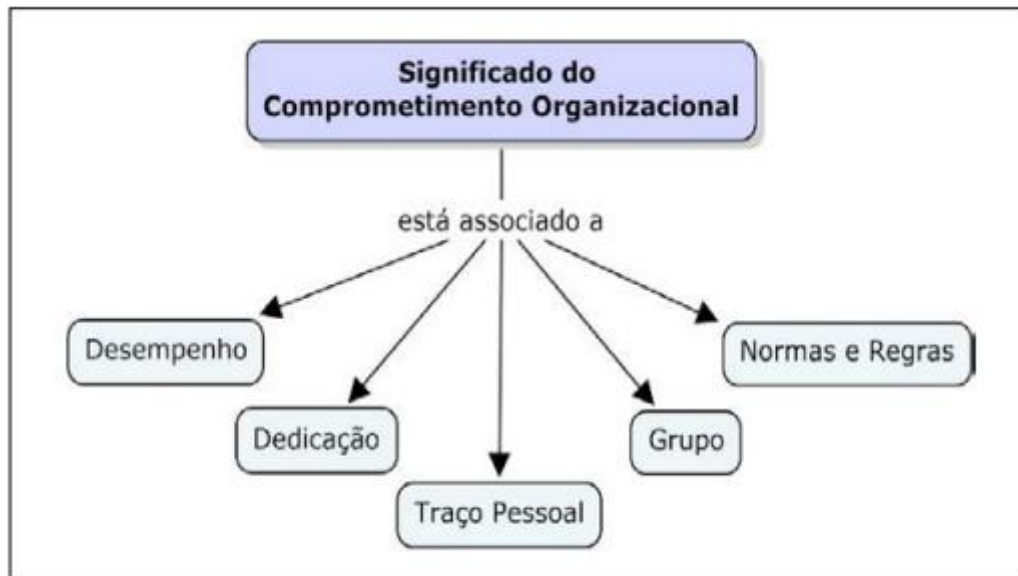 Significado do
Comprometimento Organizacional
está associado a
Desempenho
Normas e Regras
Dedicação
Grupo
Traço Pessoal